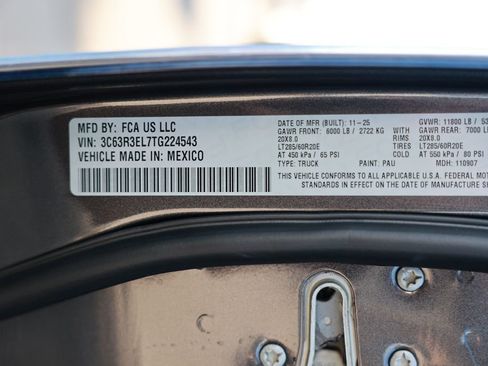 MFD BY: FCA US LLC
VIN: 3C63R3EL7TG224543
VEHICLE MADE IN: MEXICO
DATE OF MFR (BUILT): 11-25
GAWR FRONT: 6000 LB / 2722 KG WITH
20X8.0 RIMS
LT285/60R20E TIRES
AT 450 kPa / 65 PSI COLD
TYPE: TRUCK PAINT: PAU
THIS VEHICLE CONFORMS TO ALL APPLICABLE U.S.A. FEDERAL MOT
STANDARDS IN EFFECT ON THE DATE OF MANUFACTURE S
GVWR: 11800 LB / 53
GAWR REAR: 7000 L
20X8.0
LT285/60R20E
AT 550 kPa / 80 PSI
MDH: 110907